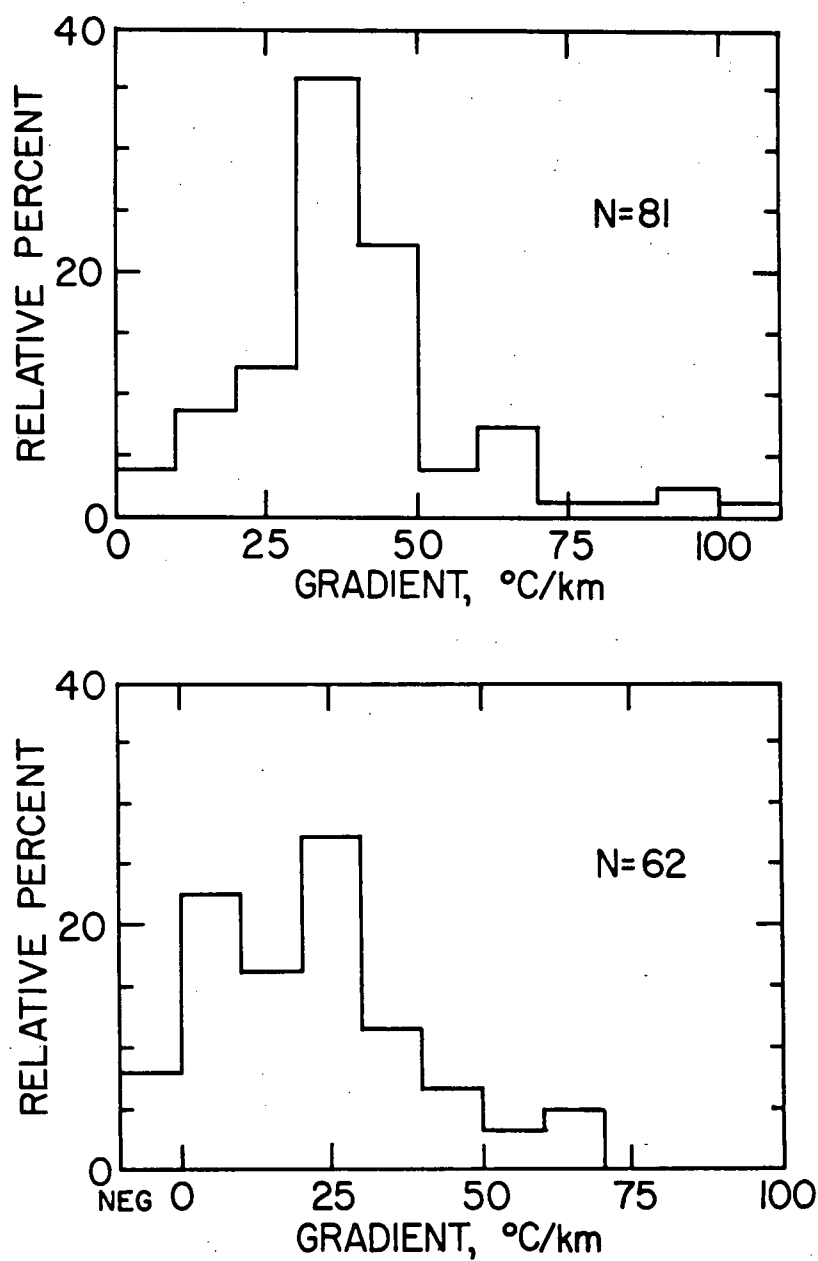 40
20
0
RELATIVE PERCENT
N=81
0 25 50 75 100
GRADIENT, °C/km
40
20
0
RELATIVE PERCENT
N=62
NEG 0 25 50 75 100
GRADIENT, °C/km